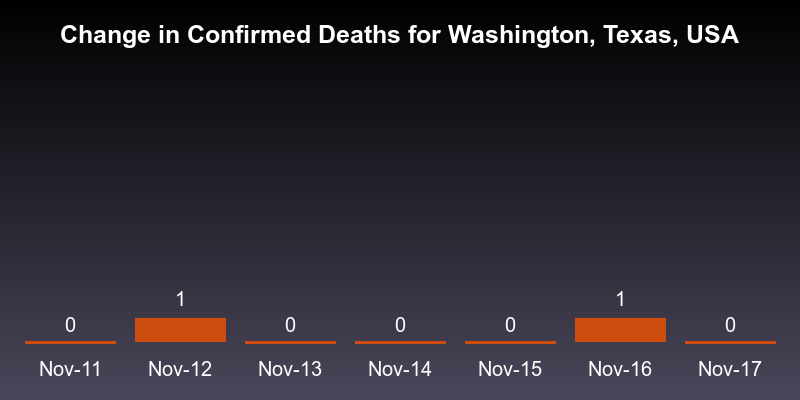 Change in Confirmed Deaths for Washington, Texas, USA
0 1 0 0 0 1 0
Nov-11 Nov-12 Nov-13 Nov-14 Nov-15 Nov-16 Nov-17